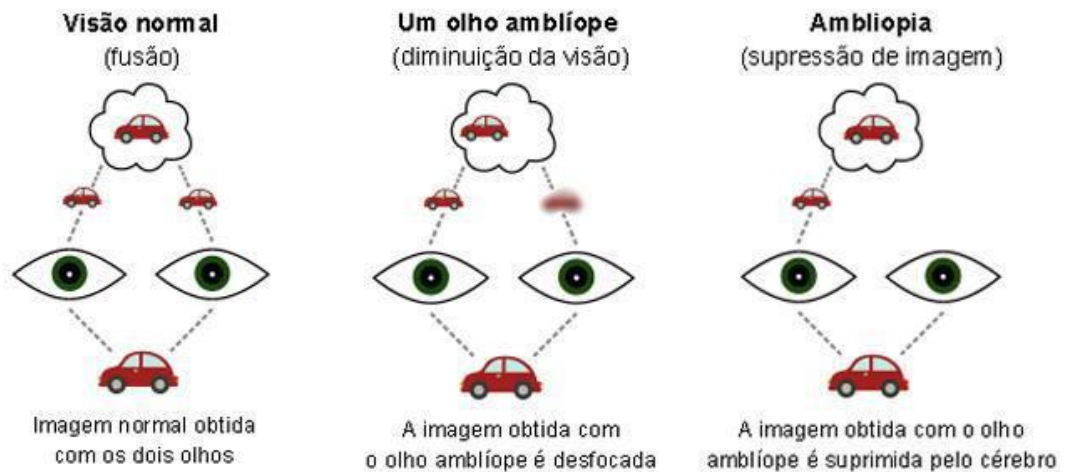 Visão normal
(fusão)
Imagem normal obtida
com os dois olhos
Um olho amblíope
(diminuição da visão)
A imagem obtida com
o olho amblíope é desfocada
Ambliopia
(supressão de imagem)
A imagem obtida com o olho
amblíope é suprimida pelo cérebro